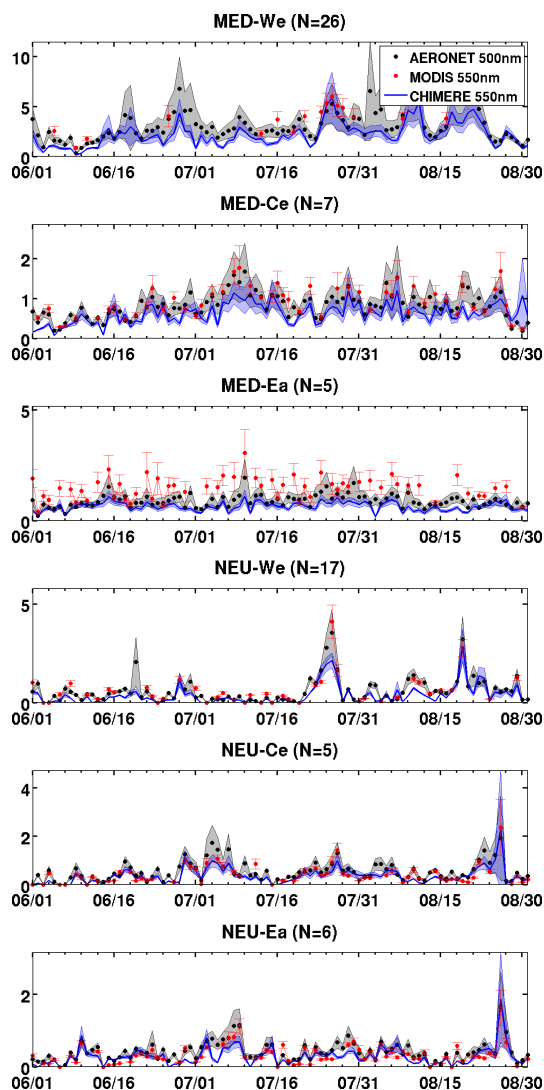 MED-We (N=26)
10
5
0
AERONET 500nm
MODIS 550nm
CHIMERE 550nm
06/01 06/16 07/01 07/16 07/31 08/15 08/30
MED-Ce (N=7)
2
1
0
06/01 06/16 07/01 07/16 07/31 08/15 08/30
MED-Ea (N=5)
5
0
06/01 06/16 07/01 07/16 07/31 08/15 08/30
NEU-We (N=17)
5
0
06/01 06/16 07/01 07/16 07/31 08/15 08/30
NEU-Ce (N=5)
4
2
0
06/01 06/16 07/01 07/16 07/31 08/15 08/30
NEU-Ea (N=6)
2
0
06/01 06/16 07/01 07/16 07/31 08/15 08/30